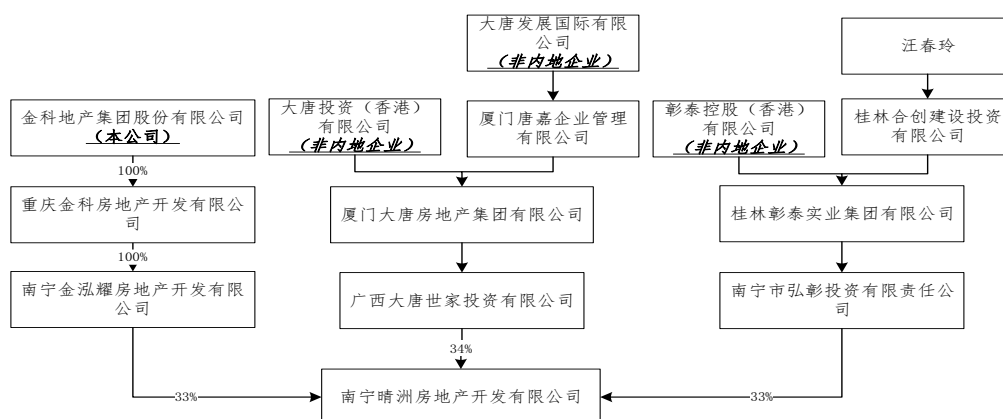 大唐发展国际有限
公司
（非内地企业）
汪春玲
金科地产集团股份有限公司
（本公司）
大唐投资（香港）
有限公司
（非内地企业）
厦门唐嘉企业管理
有限公司
彰泰控股（香港）
有限公司
（非内地企业）
桂林合创建设投资
有限公司
100%
重庆金科房地产开发有限公
司
厦门大唐房地产集团有限公司
桂林彰泰实业集团有限公司
100%
南宁金泓耀房地产开发有限
公司
广西大唐世家投资有限公司
南宁市弘彰投资有限责任公
司
34%
33%
南宁晴洲房地产开发有限公司
33%